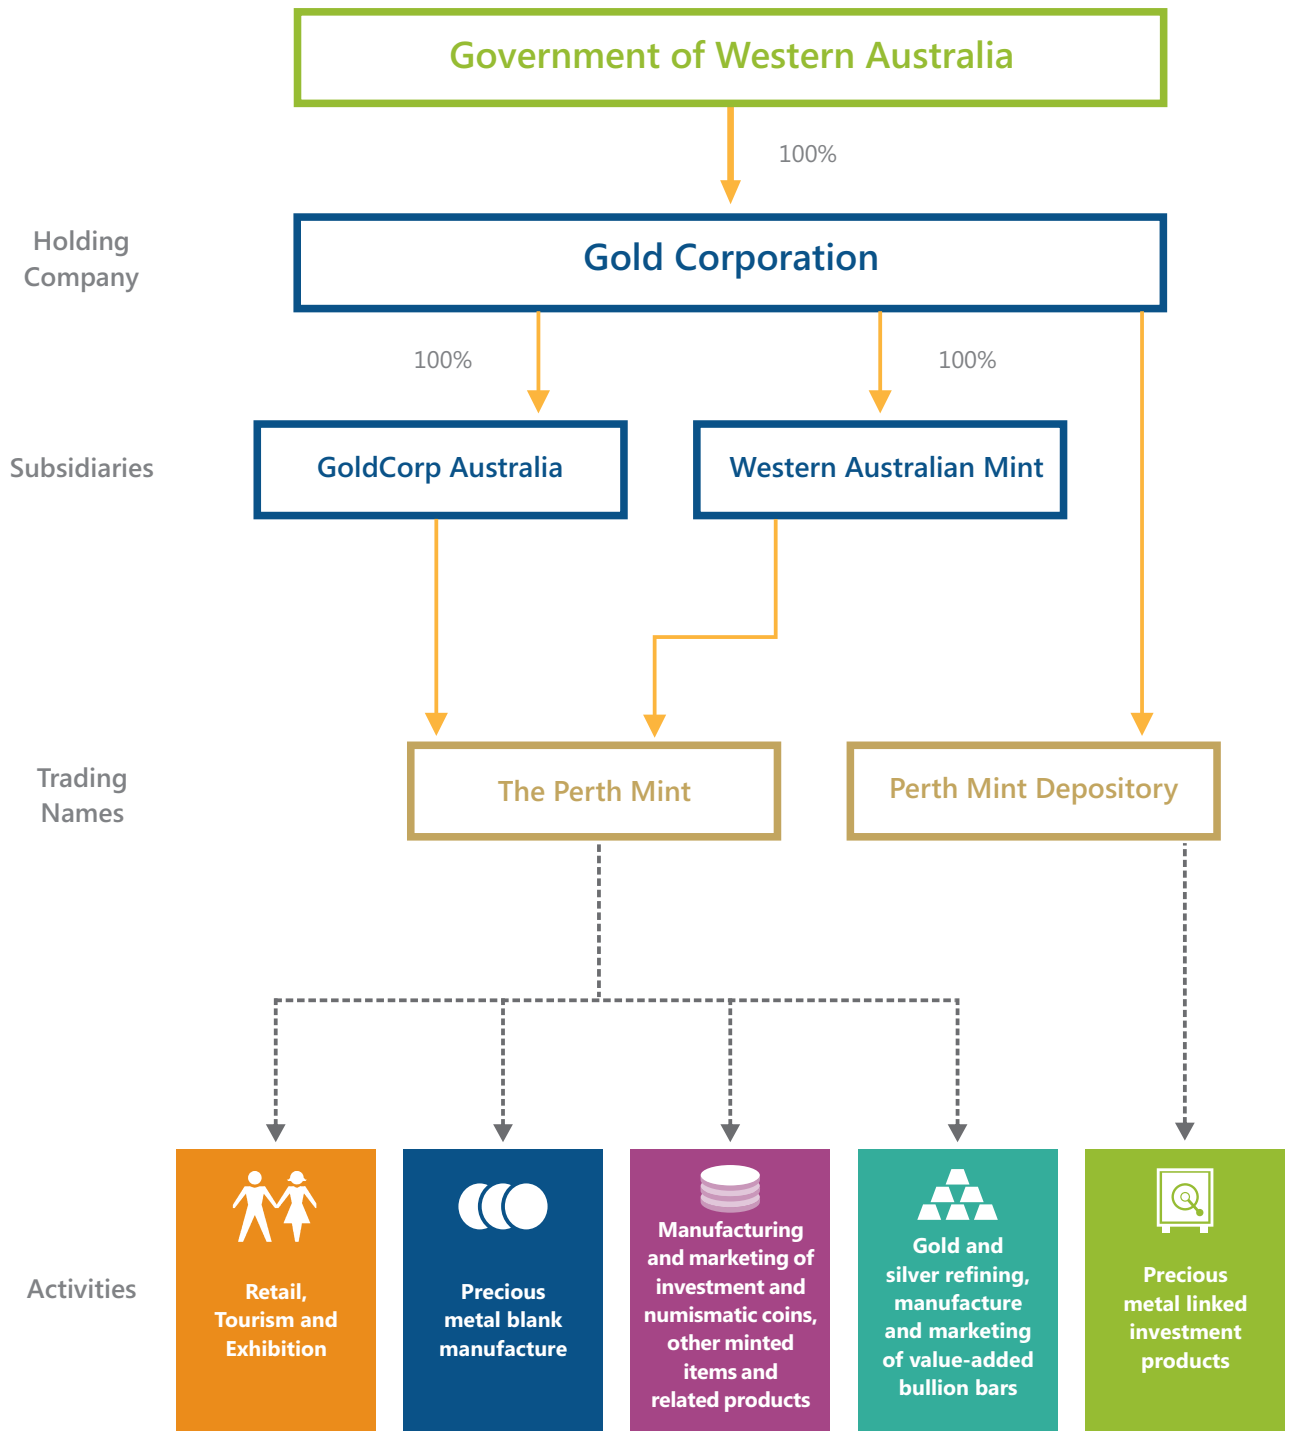 Government of Western Australia
100%
Holding
Company
Gold Corporation
100%
100%
Subsidiaries
GoldCorp Australia
Western Australian Mint
Trading
Names
The Perth Mint
Perth Mint Depository
Activities
Retail,
Tourism and
Exhibition
Precious
metal blank
manufacture
Manufacturing
and marketing of
investment and
numismatic coins,
other minted
items and
related products
Gold and
silver refining,
manufacture
and marketing
of value-added
bullion bars
Precious
metal linked
investment
products